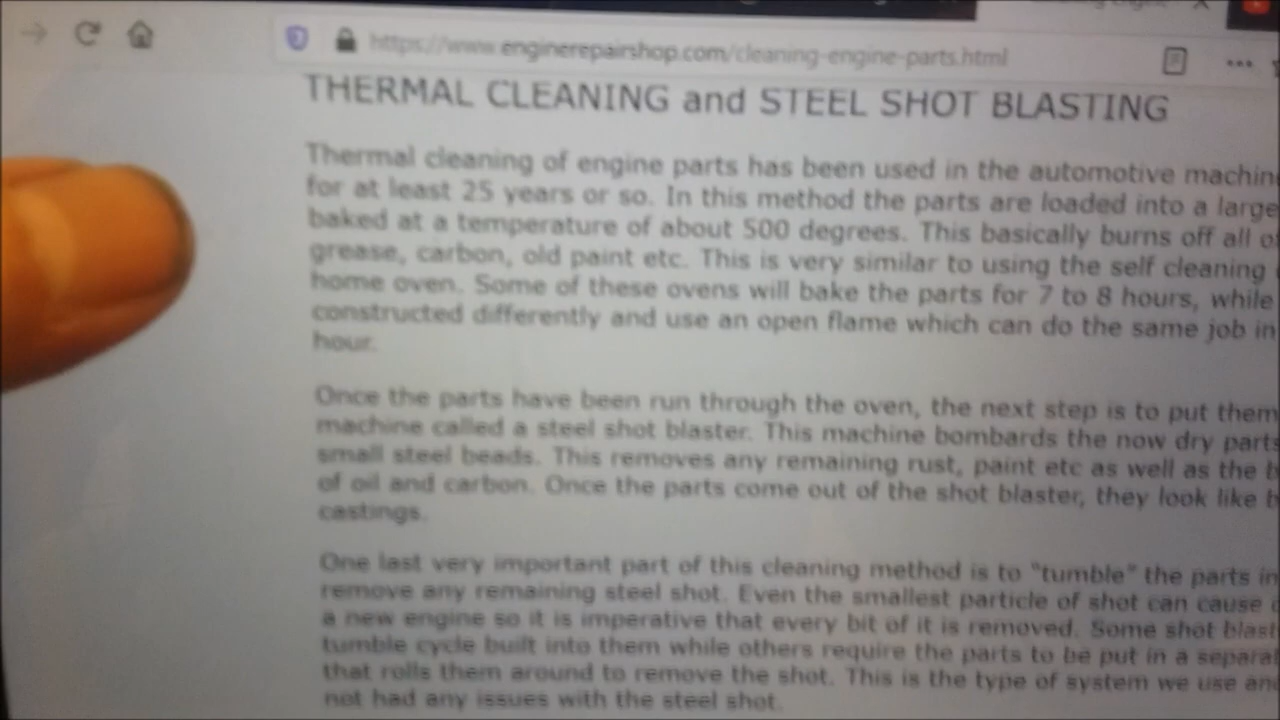 https://www.enginerepairshop.com/cleaning-engine-parts.html
THERMAL CLEANING and STEEL SHOT BLASTING
Thermal cleaning of engine parts has been used in the automotive machin
for at least 25 years or so. In this method the parts are loaded into a large
baked at a temperature of about 500 degrees. This basically burns off all of
grease, carbon, old paint etc. This is very similar to using the self cleaning
home oven. Some of these ovens will bake the parts for 7 to 8 hours, while
constructed differently and use an open flame which can do the same job in
hour.
Once the parts have been run through the oven, the next step is to put them
machine called a steel shot blaster. This machine bombards the now dry parts
small steel beads. This removes any remaining rust, paint etc as well as the b
of oil and carbon. Once the parts come out of the shot blaster, they look like b
castings.
One last very important part of this cleaning method is to "tumble" the parts in
remove any remaining steel shot. Even the smallest particle of shot can cause
a new engine so it is imperative that every bit of it is removed. Some shot blast
tumble cycle built into them while others require the parts to be put in a separat
that rolls them around to remove the shot. This is the type of system we use and
not had any issues with the steel shot.